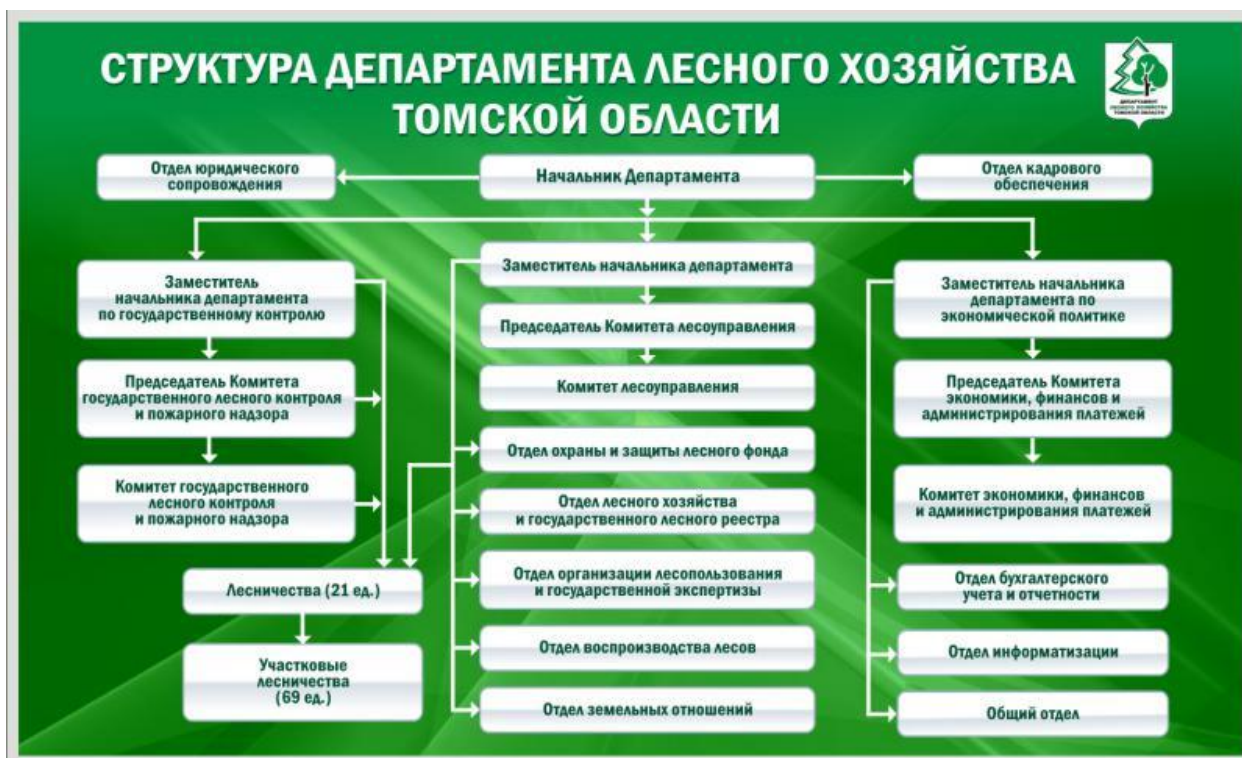 СТРУКТУРА ДЕПАРТАМЕНТА ЛЕСНОГО ХОЗЯЙСТВА
ТОМСКОЙ ОБЛАСТИ
ДЕПАРТАМЕНТ
ЛЕСНОГО ХОЗЯЙСТВА
ТОМСКОЙ ОБЛАСТИ
Отдел юридического
сопровождения
Начальник Департамента
Отдел кадрового
обеспечения
Заместитель
начальника департамента
по государственному контролю
Председатель Комитета
государственного лесного контроля
и пожарного надзора
Комитет государственного
лесного контроля
и пожарного надзора
Лесничества (21 ед.)
Участковые
лесничества
(69 ед.)
Заместитель начальника департамента
Председатель Комитета лесоуправления
Комитет лесоуправления
Отдел охраны и защиты лесного фонда
Отдел лесного хозяйства
и государственного лесного реестра
Отдел организации лесопользования
и государственной экспертизы
Отдел воспроизводства лесов
Отдел земельных отношений
Заместитель начальника
департамента по
экономической политике
Председатель Комитета
экономики, финансов и
администрирования платежей
Комитет экономики, финансов
и администрирования платежей
Отдел бухгалтерского
учета и отчетности
Отдел информатизации
Общий отдел